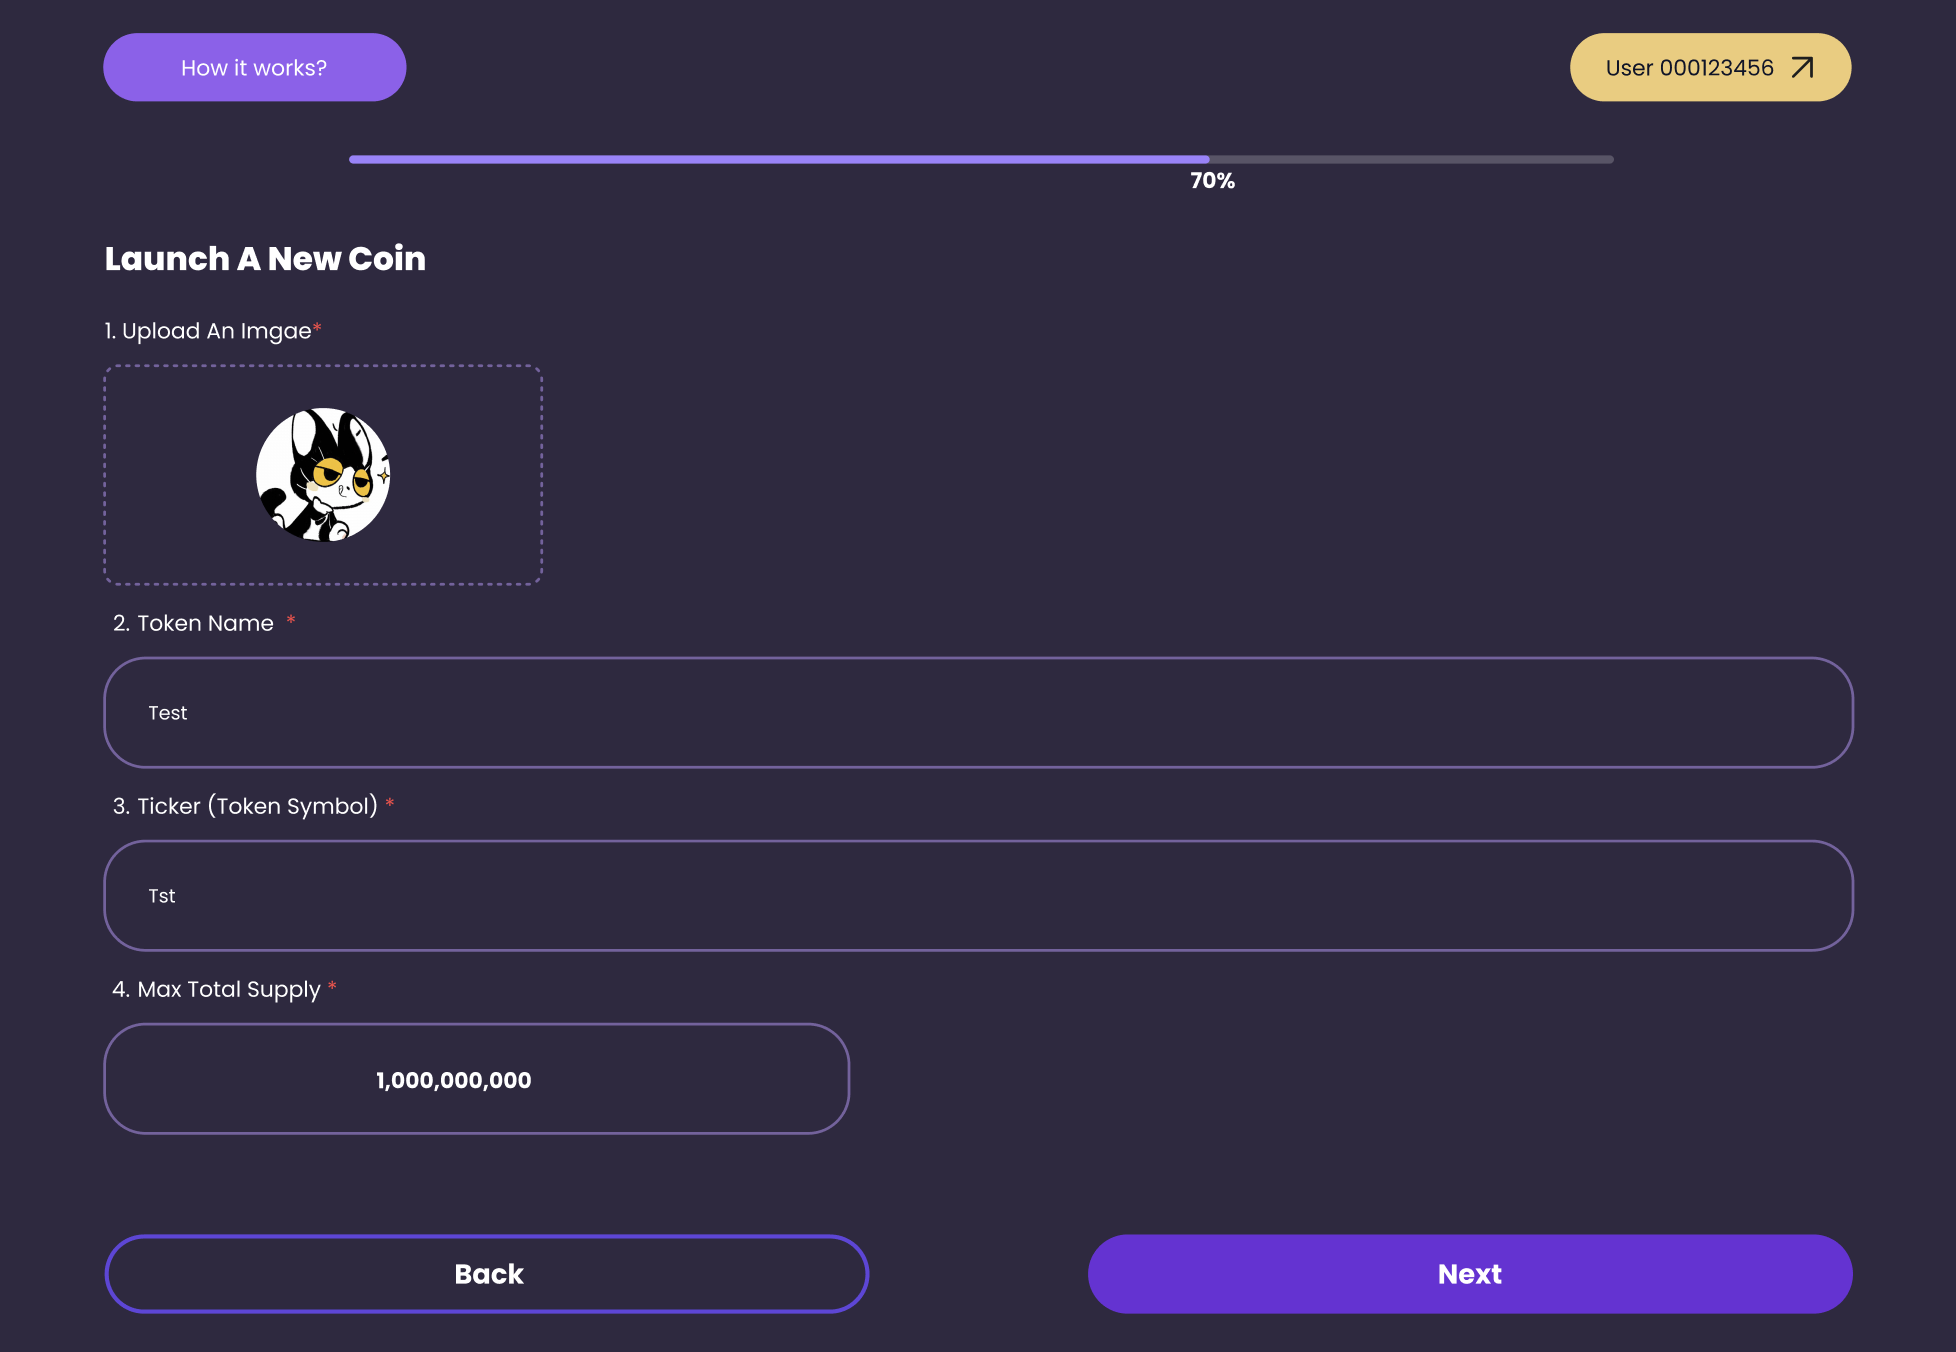 How it works?
User 000123456
70%
Launch A New Coin
1. Upload An Imgae*
2. Token Name *
Test
3. Ticker (Token Symbol) *
Tst
4. Max Total Supply *
1,000,000,000
Back
Next